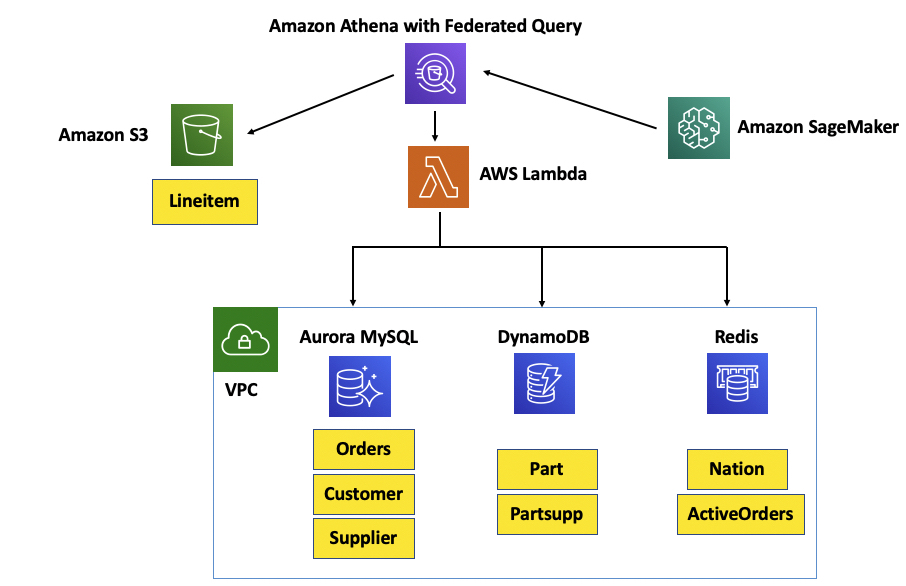 Amazon Athena with Federated Query
Amazon S3
Amazon SageMaker
AWS Lambda
Lineitem
VPC
Aurora MySQL
DynamoDB
Redis
Orders
Customer
Supplier
Part
Partsupp
Nation
ActiveOrders